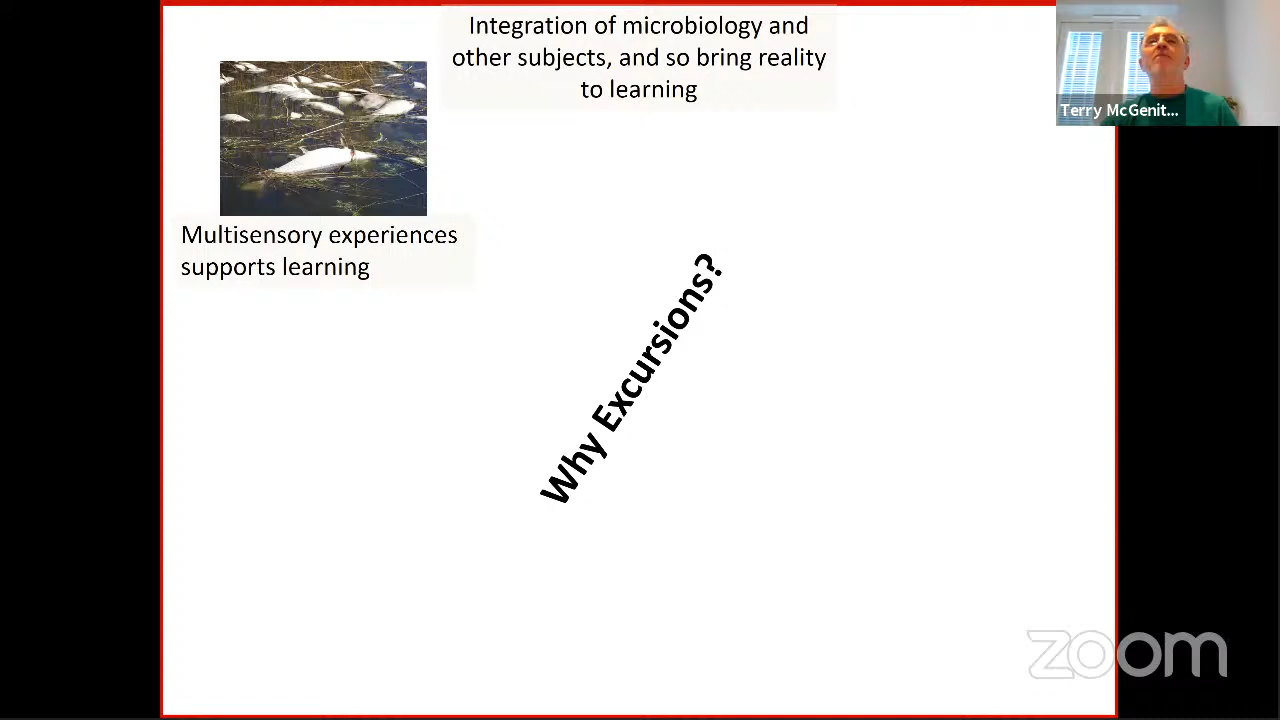 Integration of microbiology and
other subjects, and so bring reality
to learning
Terry McGenit...
Multisensory experiences
supports learning
Why Excursions?
zoom